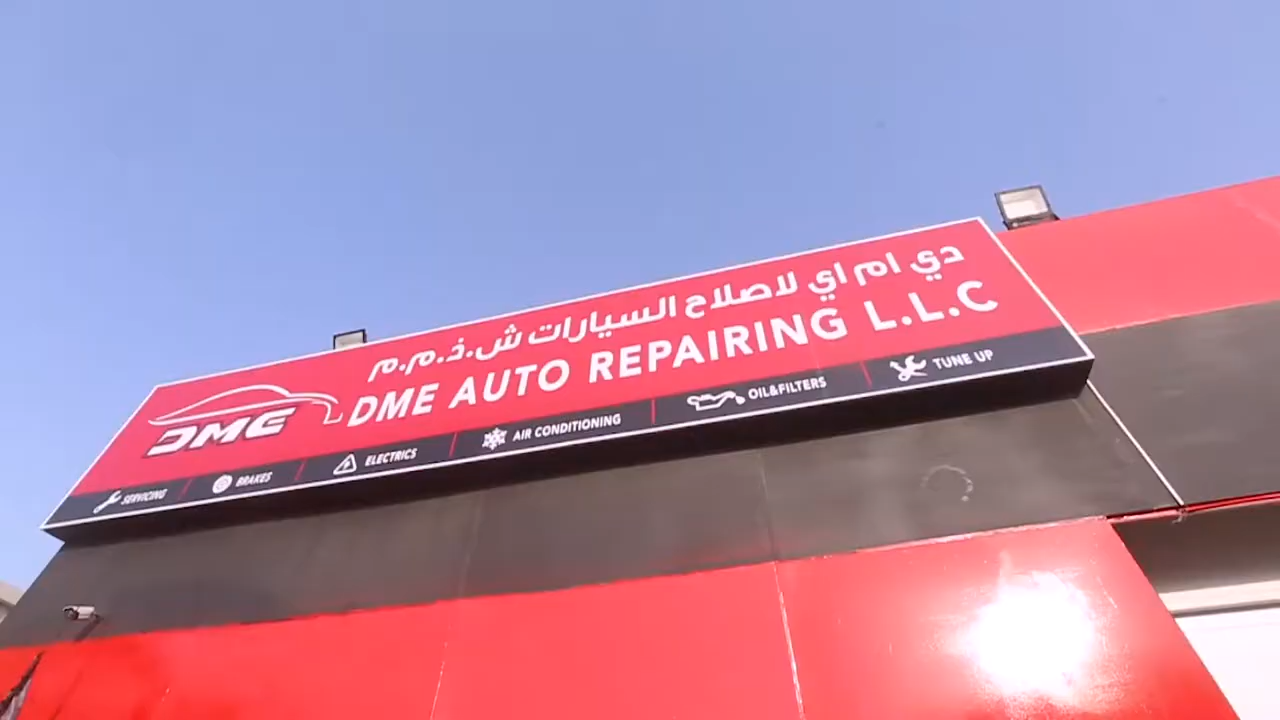 دي ام اي لاصلاح السيارات ش.ذ.م.م
DME
DME AUTO REPAIRING L.L.C
SERVICING
BRAKES
ELECTRICS
AIR CONDITIONING
OIL&FILTERS
TUNE UP